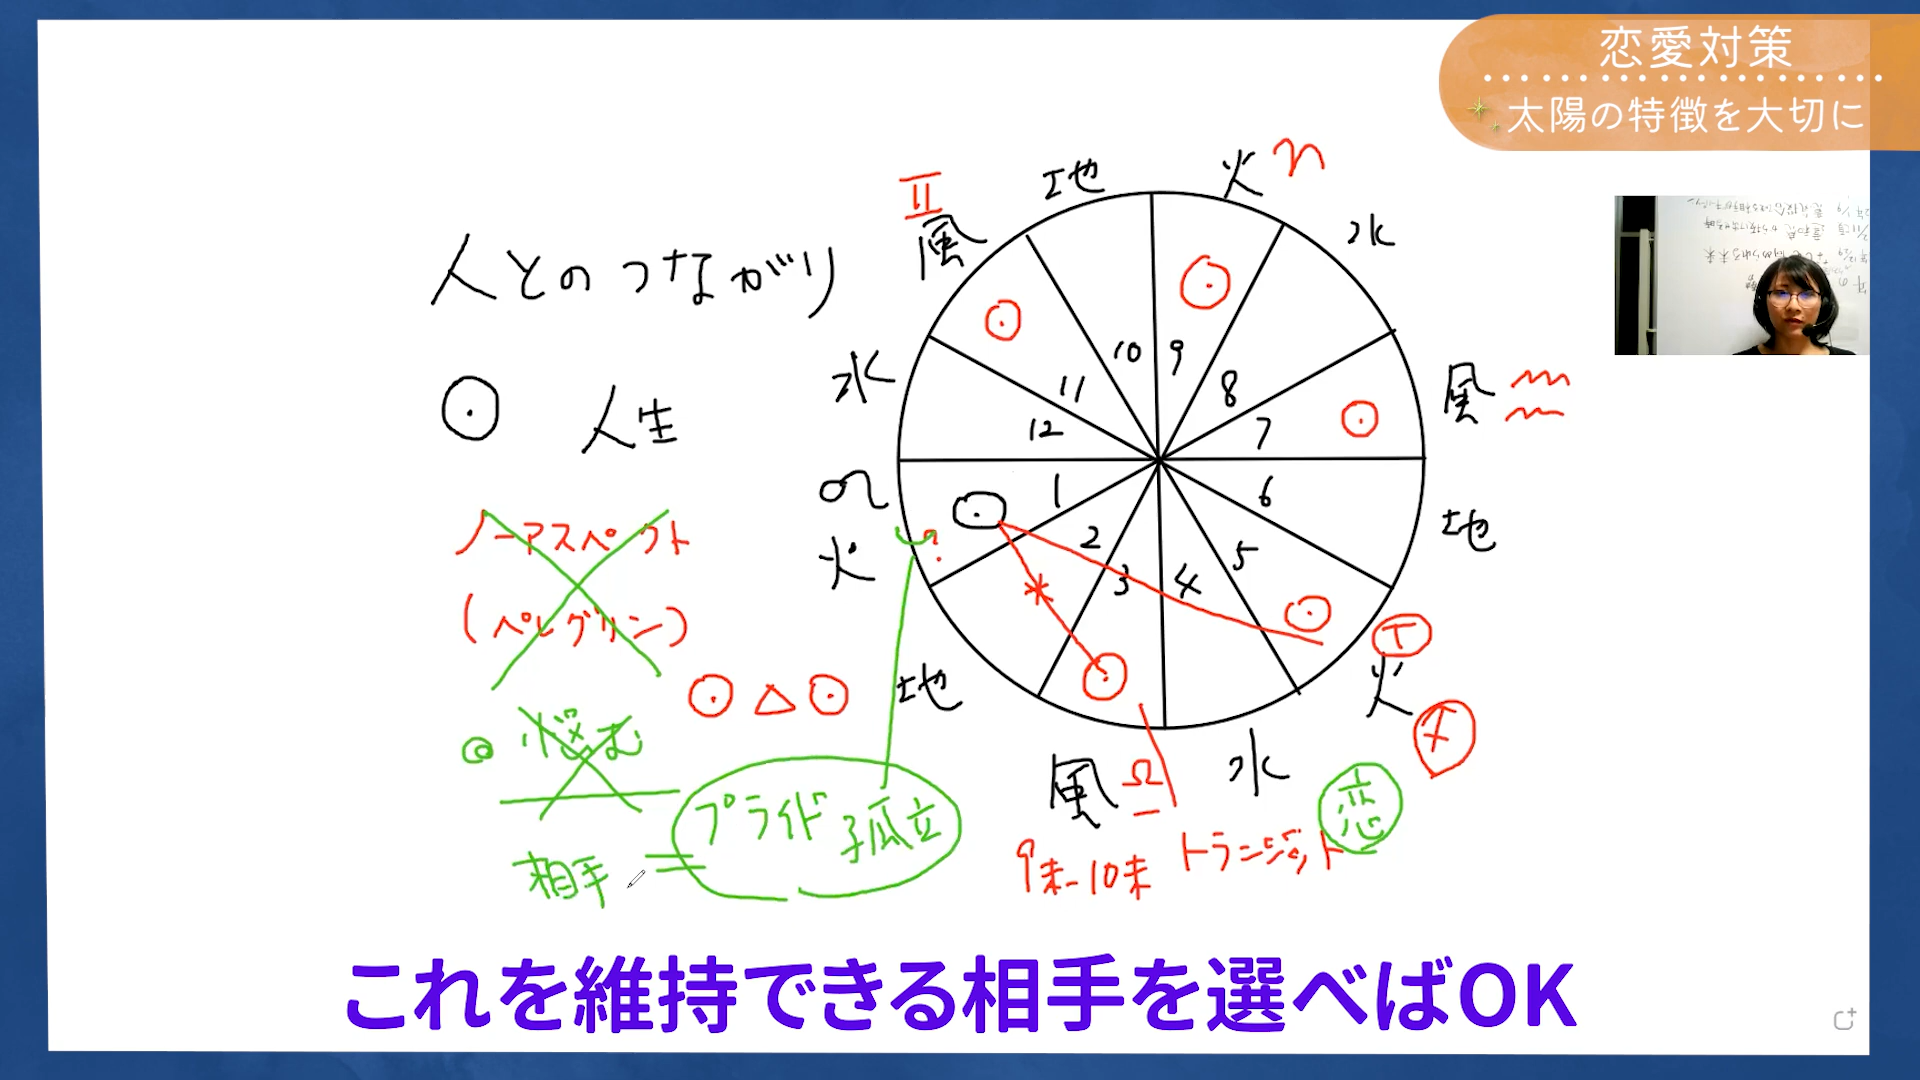 恋愛対策
太陽の特徴を大切に
人とのつながり
人生
ノーアスペクト
(ペレグリン)
悩む
相手
プライド
孤立
地
火
♈
水
風
♒
地
火
水
風
♎
地
火
♌
水
風
♊
10 9
11 8
12 7
1 6
2 5
3 4
?
T
恋
9末-10末
トランジット
これを維持できる相手を選べばOK